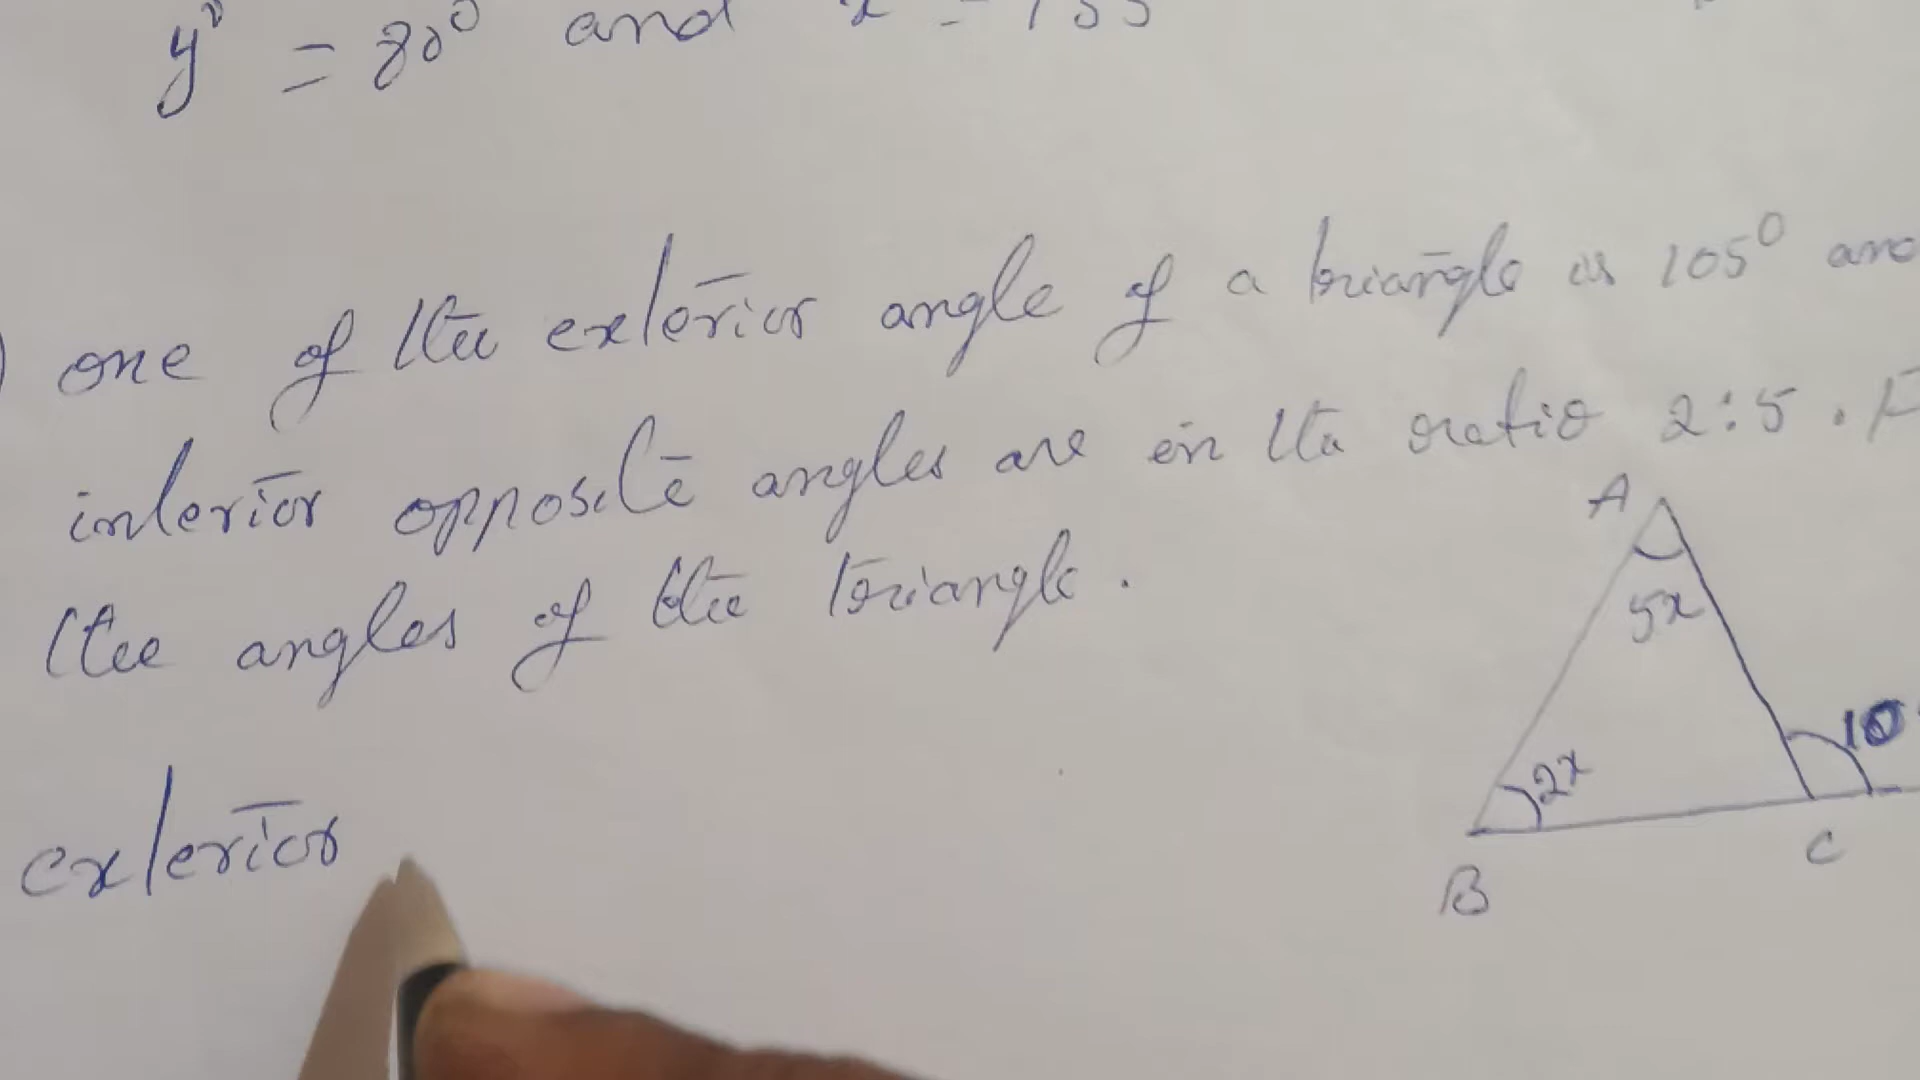 y° = 80° and x = 155
) one of the exterior angle of a triangle is 105° and
interior opposite angles are in the ratio 2:5. F
the angles of the triangle.
A
5x
10
2x
C
B
exterior